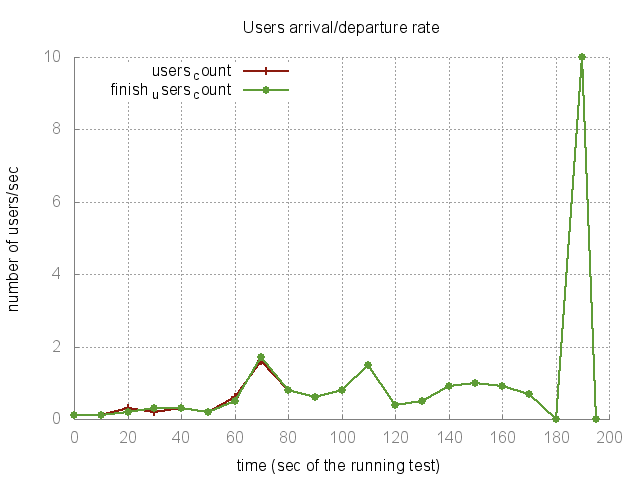 Users arrival/departure rate
users_count
finish_users_count
10
8
6
4
2
0
number of users/sec
0 20 40 60 80 100 120 140 160 180 200
time (sec of the running test)